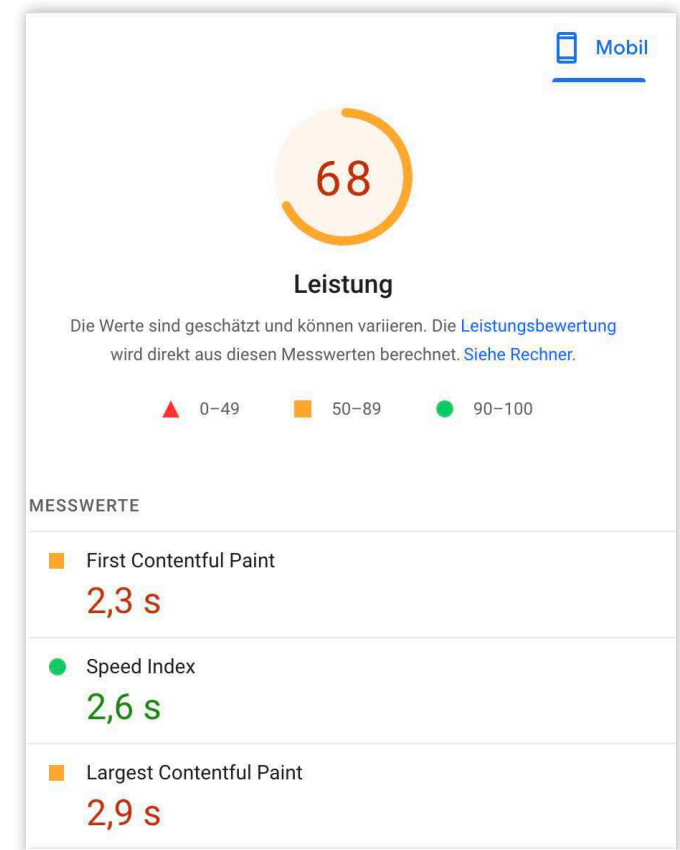 Mobil
68
Leistung
Die Werte sind geschätzt und können variieren. Die Leistungsbewertung
wird direkt aus diesen Messwerten berechnet. Siehe Rechner.
0–49
50–89
90–100
MESSWERTE
First Contentful Paint
2,3 s
Speed Index
2,6 s
Largest Contentful Paint
2,9 s